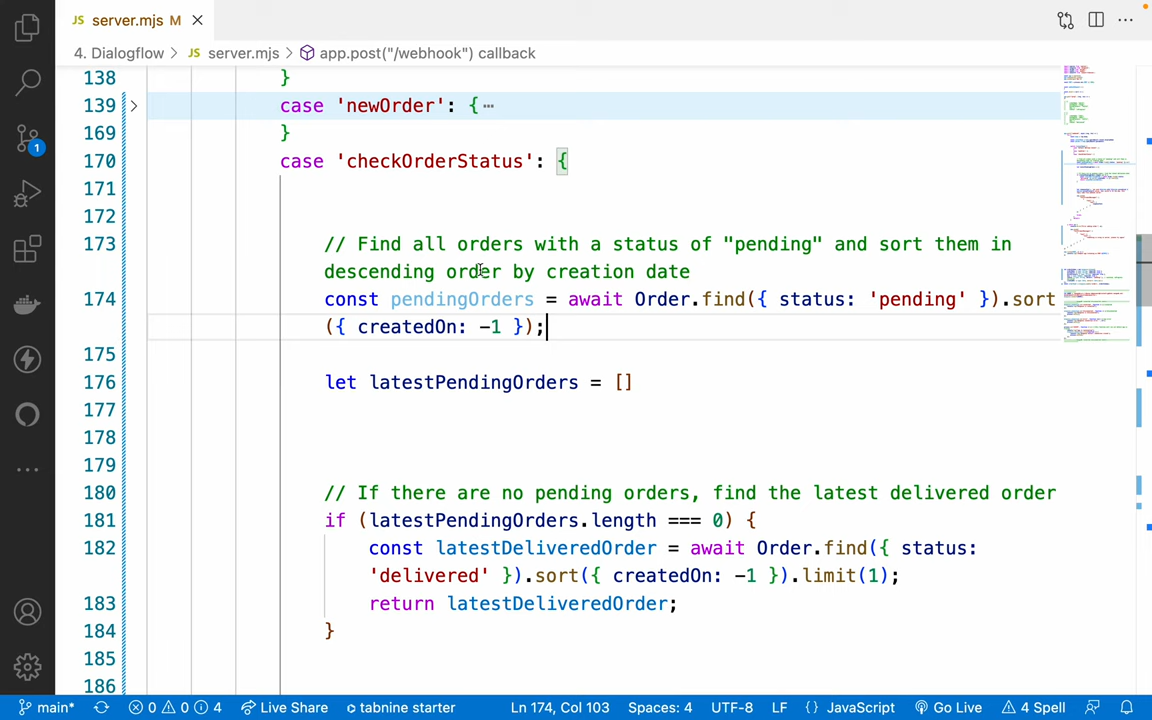 JS server.mjs M
4. Dialogflow > JS server.mjs > app.post("/webhook") callback
138 }
139 case 'newOrder': {
169 }
170 case 'checkOrderStatus': {
171
172
173 // Find all orders with a status of "pending" and sort them in
descending order by creation date
174 const pendingOrders = await Order.find({ status: 'pending' }).sort
({ createdOn: -1 });
175
176 let latestPendingOrders = []
177
178
179
180 // If there are no pending orders, find the latest delivered order
181 if (latestPendingOrders.length === 0) {
182 const latestDeliveredOrder = await Order.find({ status:
'delivered' }).sort({ createdOn: -1 }).limit(1);
183 return latestDeliveredOrder;
184 }
185
186
1
main* 0 0 4 Live Share tabnine starter Ln 174, Col 103 Spaces: 4 UTF-8 LF {} JavaScript Go Live 4 Spell